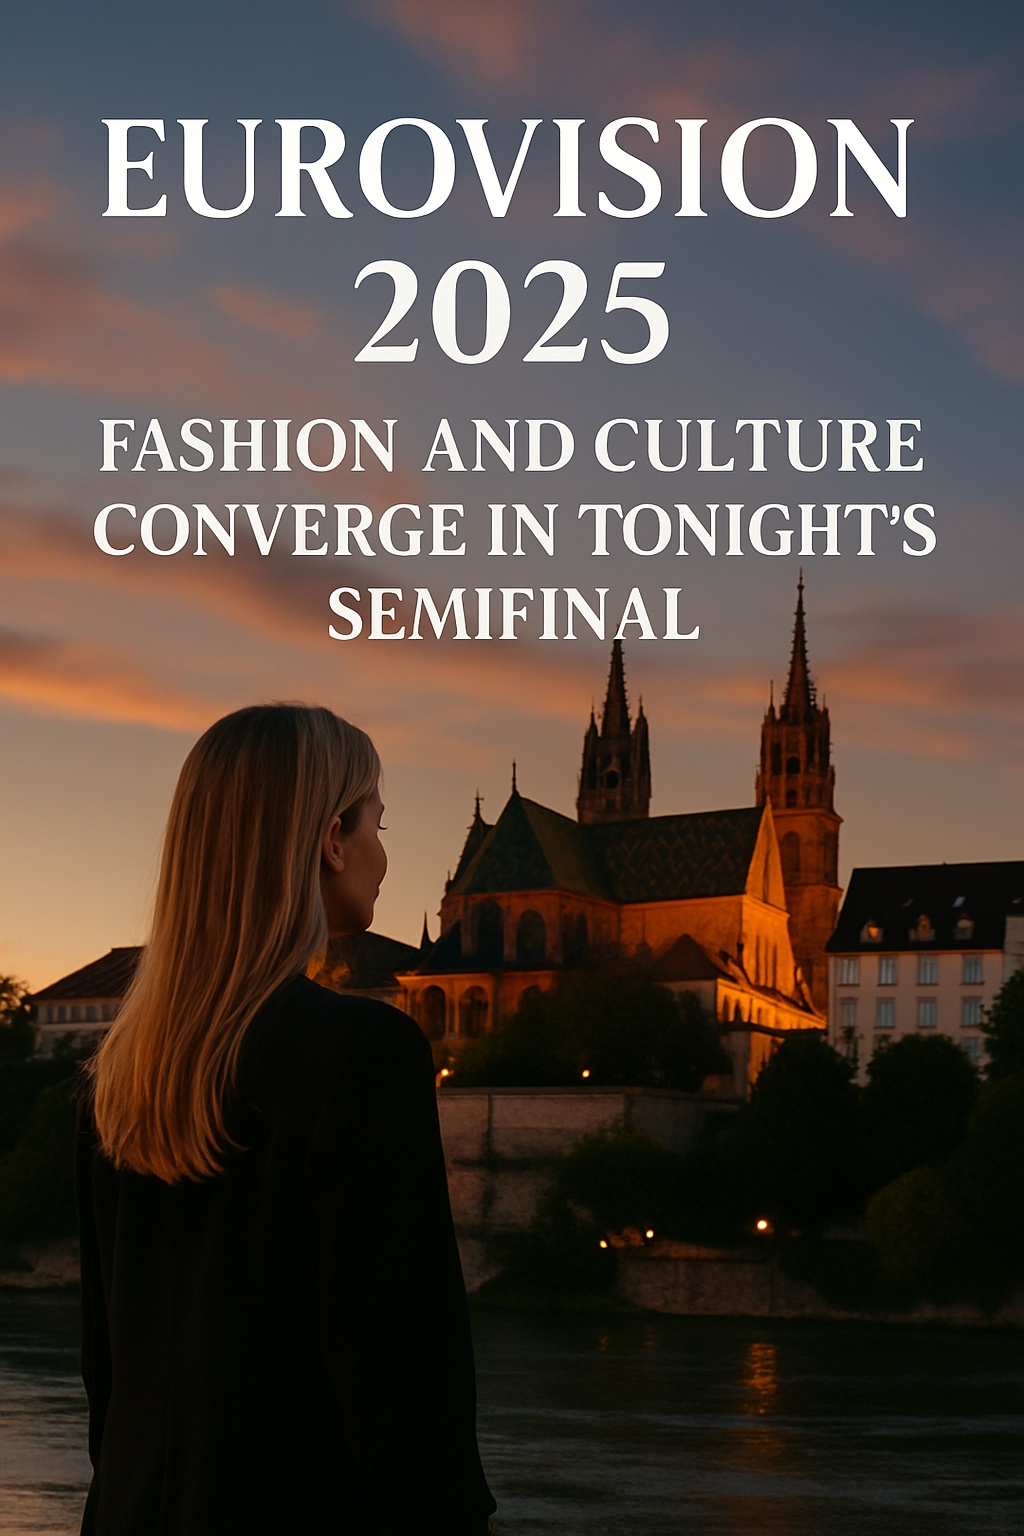 EUROVISION
2025
FASHION AND CULTURE
CONVERGE IN TONIGHT’S
SEMIFINAL